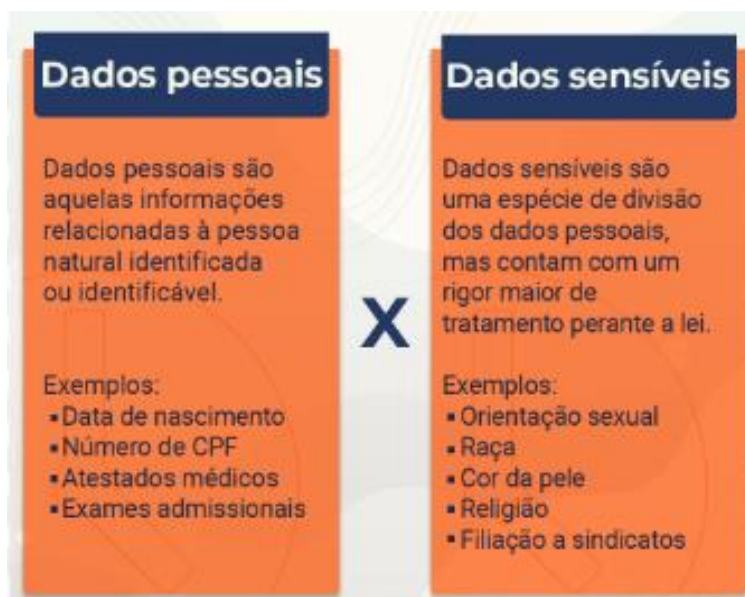 Dados pessoais
Dados pessoais são
aquelas informações
relacionadas à pessoa
natural identificada
ou identificável.
Exemplos:
▪Data de nascimento
▪Número de CPF
▪Atestados médicos
▪Exames admissionais
X
Dados sensíveis
Dados sensíveis são
uma espécie de divisão
dos dados pessoais,
mas contam com um
rigor maior de
tratamento perante a lei.
Exemplos:
▪Orientação sexual
▪Raça
▪Cor da pele
▪Religião
▪Filiação a sindicatos